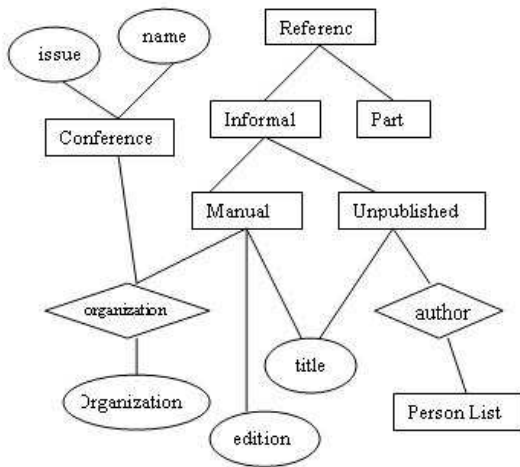 name
Referenc
issue
Conference
Informal
Part
Manual
Unpublished
organization
author
title
Organization
Person List
edition